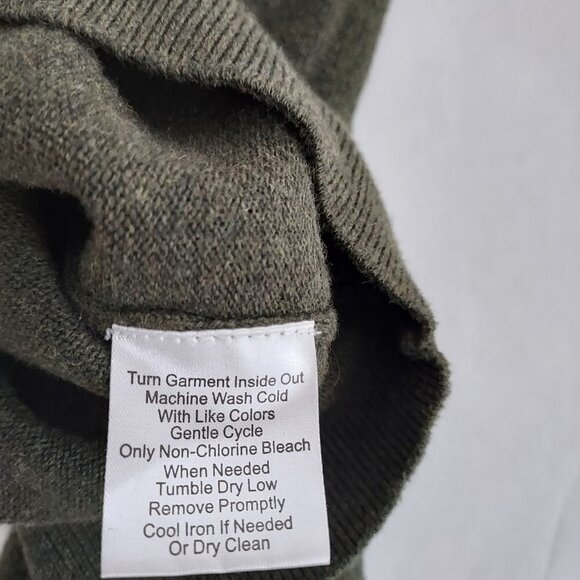 Turn Garment Inside Out
Machine Wash Cold
With Like Colors
Gentle Cycle
Only Non-Chlorine Bleach
When Needed
Tumble Dry Low
Remove Promptly
Cool Iron If Needed
Or Dry Clean